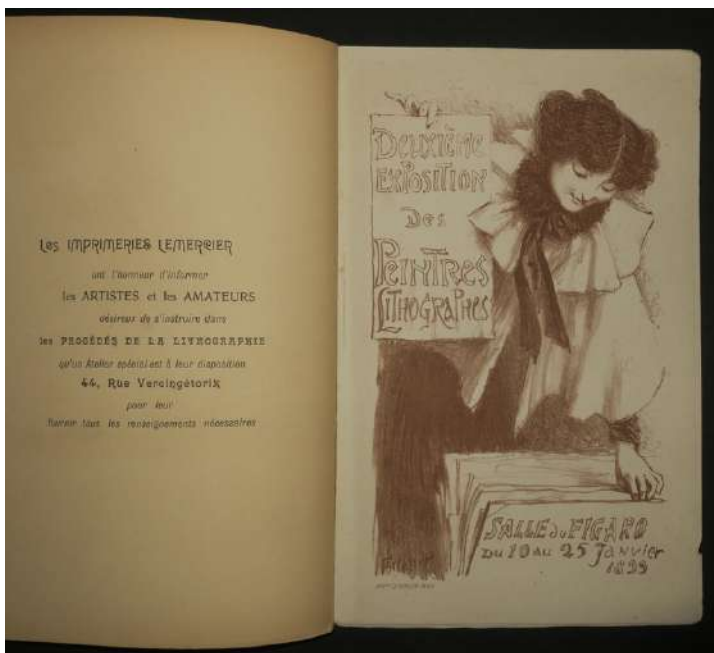 Les IMPRIMERIES LEMERCIER
ont l'honneur d'informer
les ARTISTES et les AMATEURS
désireux de s'instruire dans
les PROCÉDÉS DE LA LITHOGRAPHIE
qu'un Atelier spécial est à leur disposition
44, Rue Vercingétorix
pour leur
fournir tous les renseignements nécessaires
DEUXIÈME
EXPOSITION
Des
PEINTRES
LITHOGRAPHES
SALLE du FIGARO
DU 10 AU 25 Janvier
1899